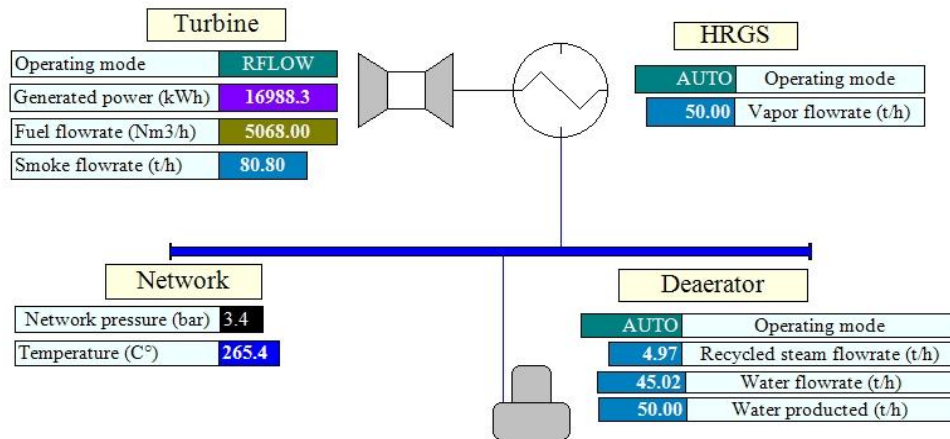 Turbine
Operating mode RFLOW
Generated power (kWh) 16988.3
Fuel flowrate (Nm3/h) 5068.00
Smoke flowrate (t/h) 80.80
HRGS
AUTO Operating mode
50.00 Vapor flowrate (t/h)
Network
Network pressure (bar) 3.4
Temperature (C°) 265.4
Deaerator
AUTO Operating mode
4.97 Recycled steam flowrate (t/h)
45.02 Water flowrate (t/h)
50.00 Water producted (t/h)